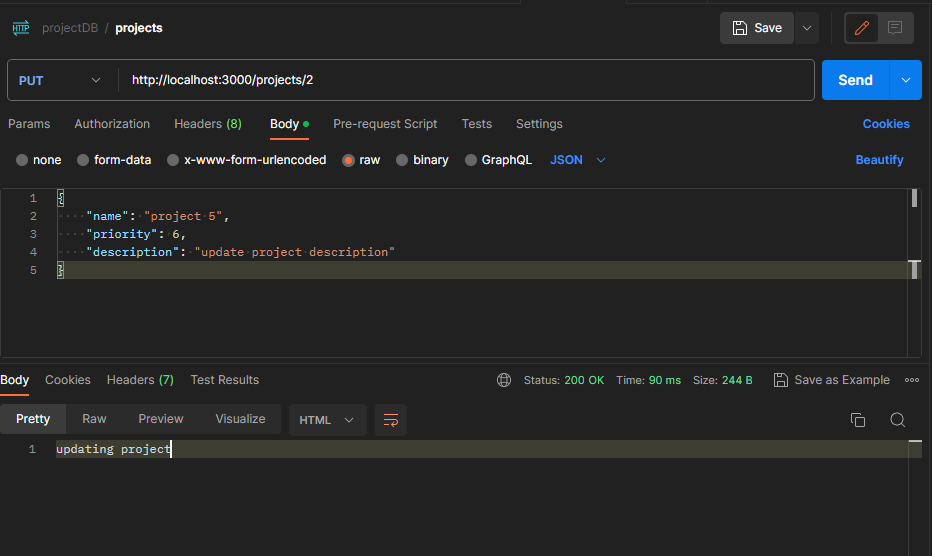 HTTP projectDB / projects Save
PUT http://localhost:3000/projects/2 Send
Params Authorization Headers (8) Body Pre-request Script Tests Settings Cookies
none form-data x-www-form-urlencoded raw binary GraphQL JSON Beautify
1 {
2 ····"name":·"project·5",
3 ····"priority":·6,
4 ····"description":·"update·project·description"
5 }
Body Cookies Headers (7) Test Results Status: 200 OK Time: 90 ms Size: 244 B Save as Example
Pretty Raw Preview Visualize HTML
1 updating project